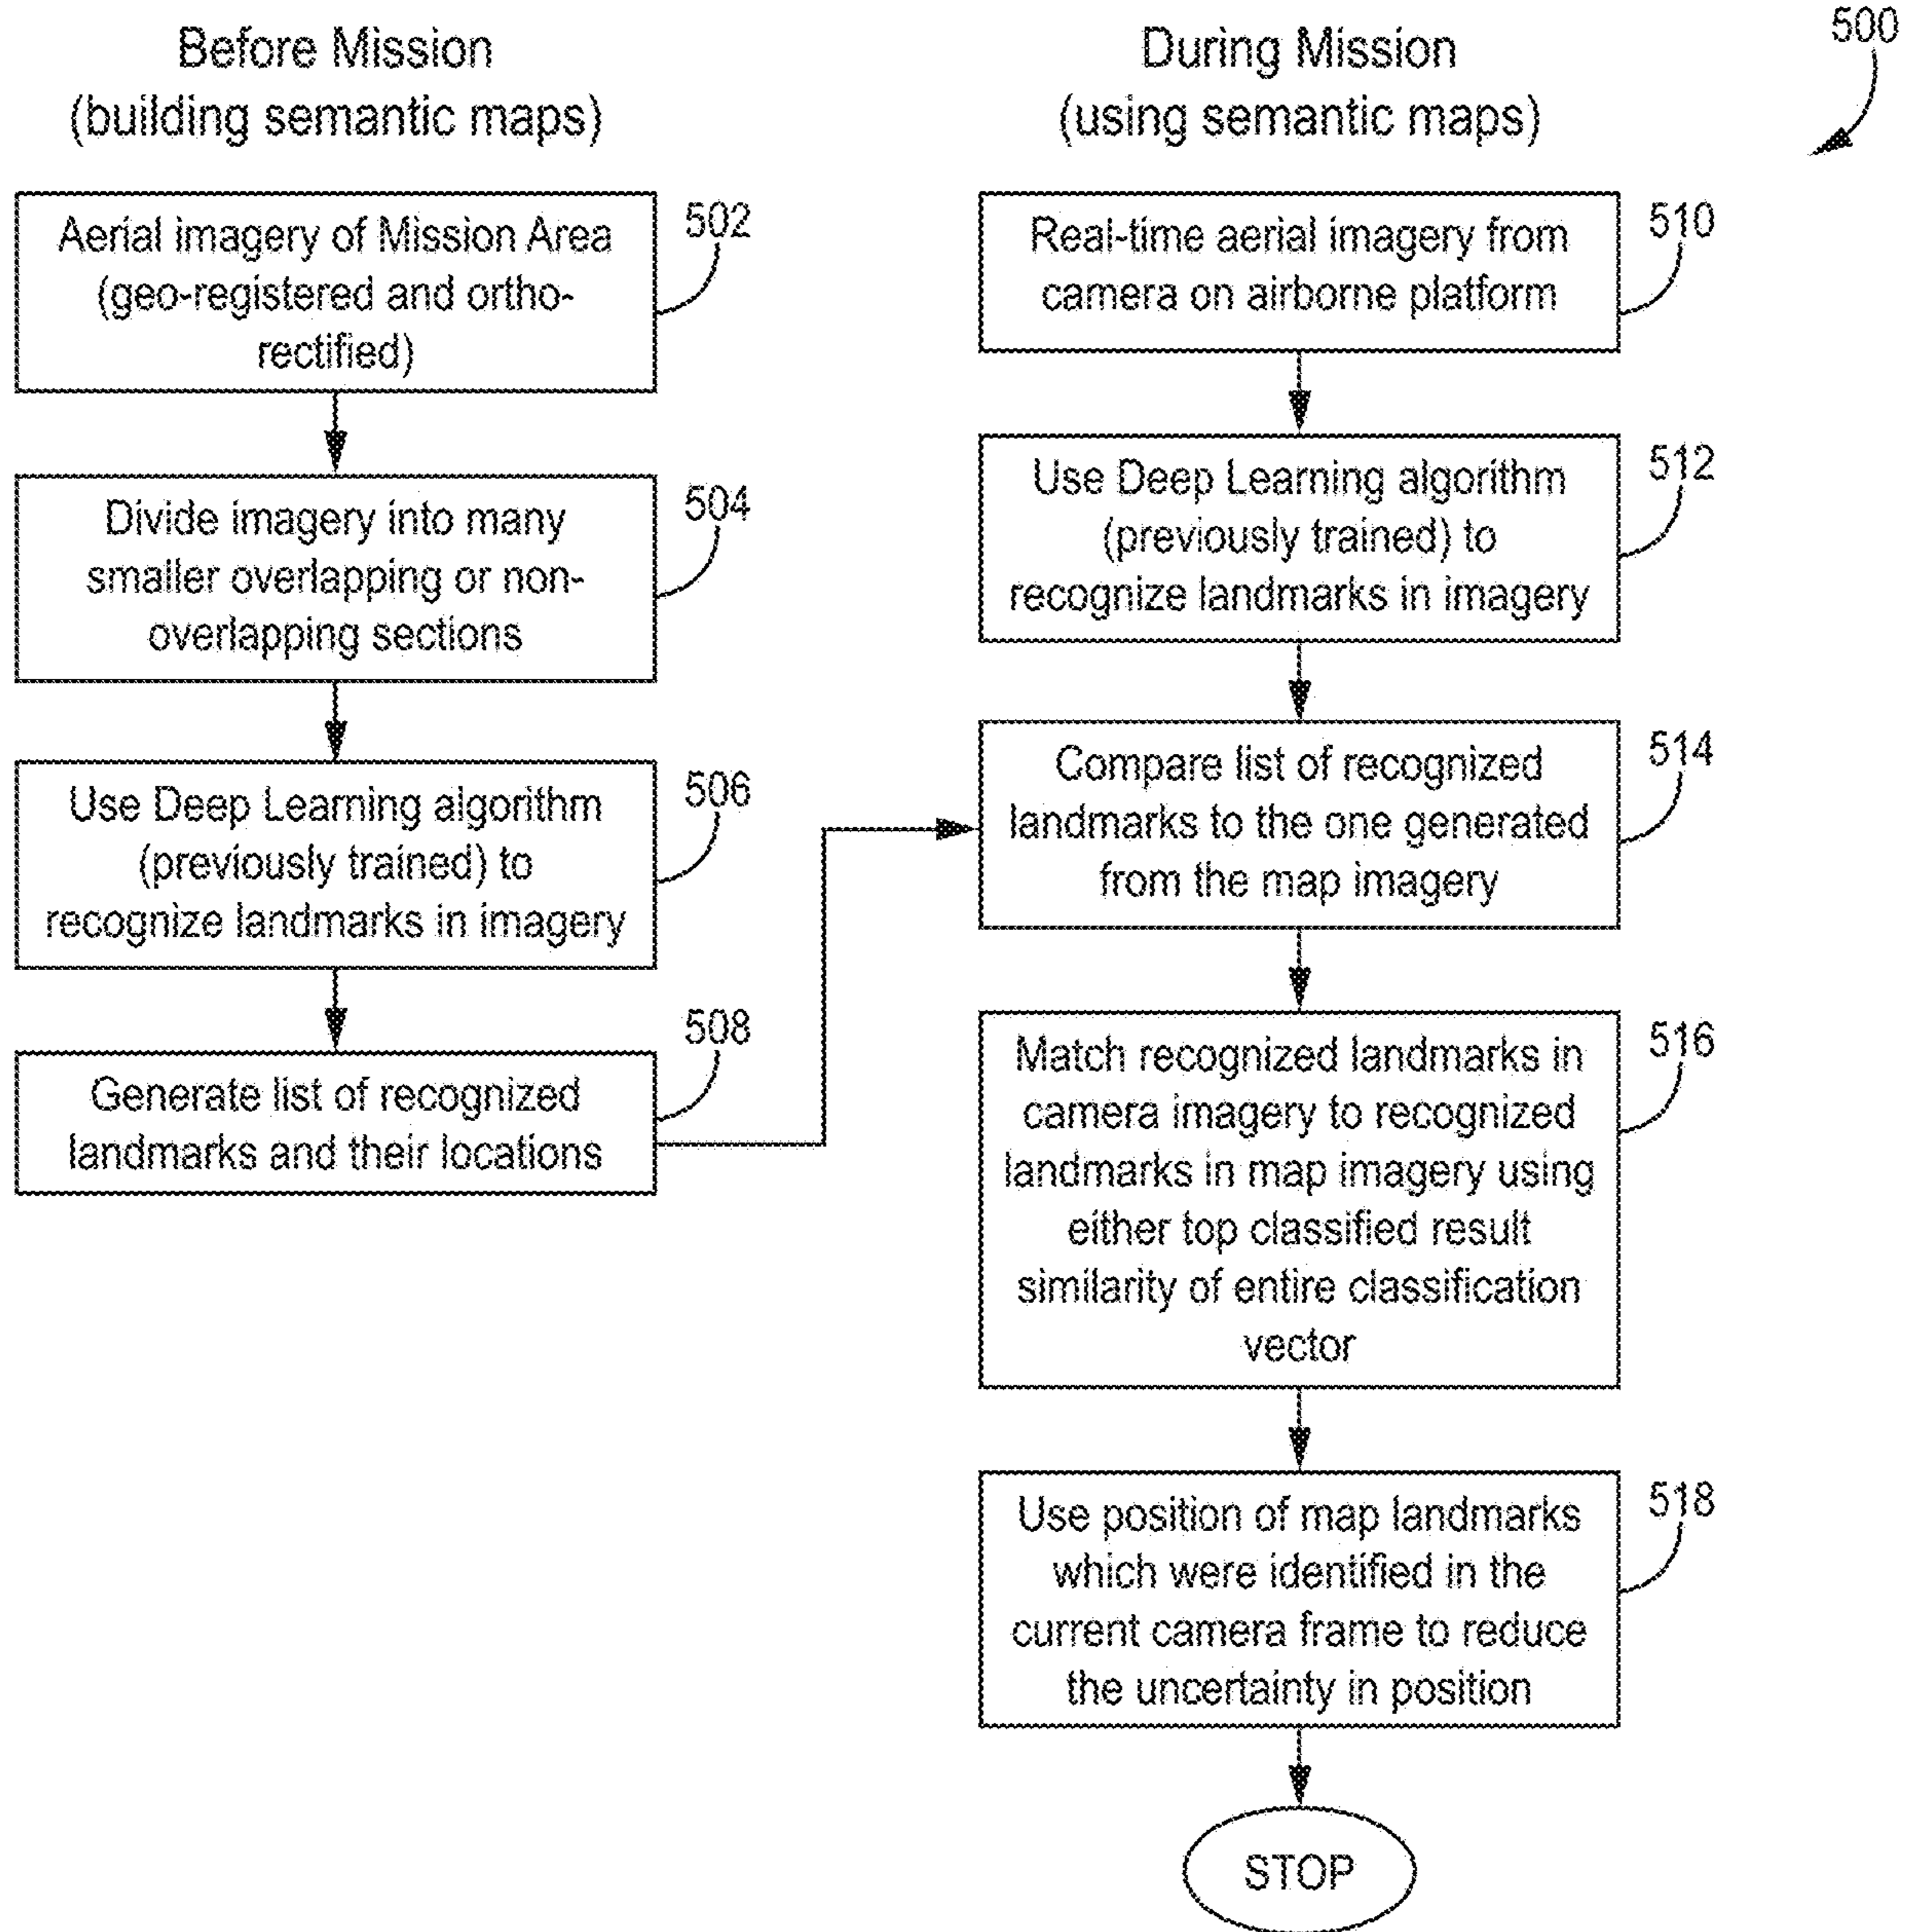 500
Before Mission
(building semantic maps)
Aerial imagery of Mission Area
(geo-registered and ortho-
rectified)
502
Divide imagery into many
smaller overlapping or non-
overlapping sections
504
Use Deep Learning algorithm
(previously trained) to
recognize landmarks in imagery
506
Generate list of recognized
landmarks and their locations
508
During Mission
(using semantic maps)
Real-time aerial imagery from
camera on airborne platform
510
Use Deep Learning algorithm
(previously trained) to
recognize landmarks in imagery
512
Compare list of recognized
landmarks to the one generated
from the map imagery
514
Match recognized landmarks in
camera imagery to recognized
landmarks in map imagery using
either top classified result
similarity of entire classification
vector
516
Use position of map landmarks
which were identified in the
current camera frame to reduce
the uncertainty in position
518
STOP